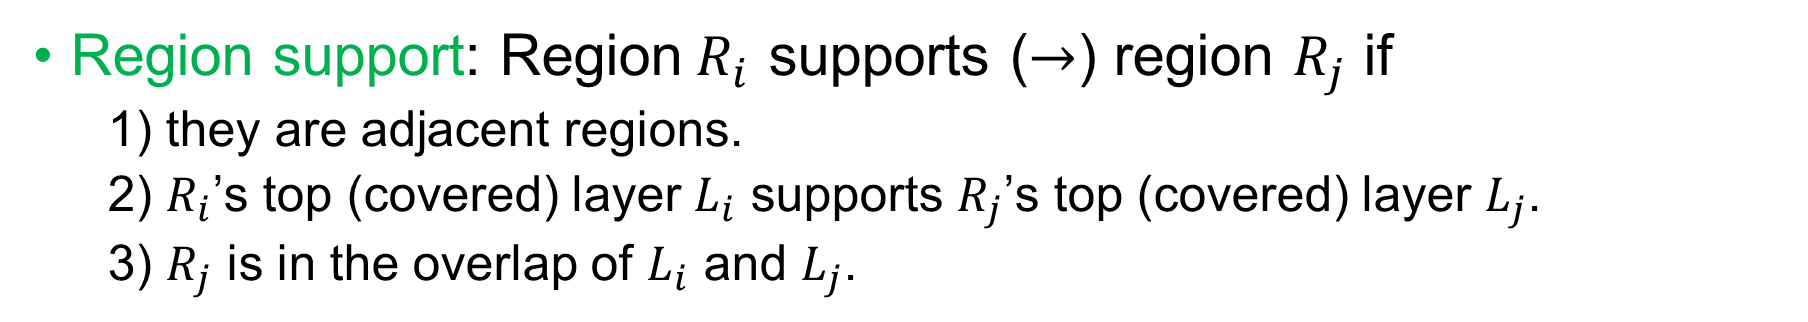 • Region support: Region Rᵢ supports (→) region Rⱼ if
1) they are adjacent regions.
2) Rᵢ’s top (covered) layer Lᵢ supports Rⱼ’s top (covered) layer Lⱼ.
3) Rⱼ is in the overlap of Lᵢ and Lⱼ.